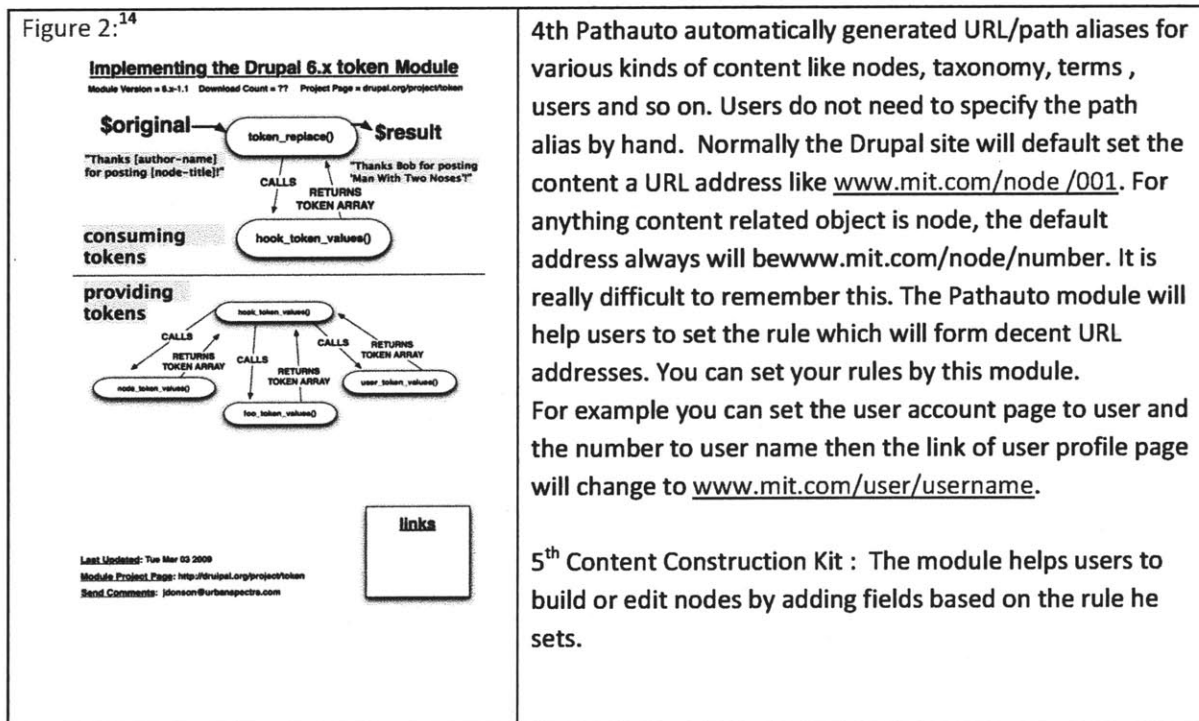 Figure 2:14
Implementing the Drupal 6.x token Module
Module Version = 6.x-1.1 Download Count = ?? Project Page = drupal.org/project/token
$original
token_replace()
$result
"Thanks [author-name]
for posting [node-title]!"
"Thanks Bob for posting
'Man With Two Noses'!"
CALLS
RETURNS
TOKEN ARRAY
consuming
tokens
hook_token_values()
providing
tokens
hook_token_values()
CALLS
RETURNS
TOKEN ARRAY
CALLS
RETURNS
TOKEN ARRAY
CALLS
RETURNS
TOKEN ARRAY
node_token_values()
foo_token_values()
user_token_values()
links
Last Updated: Tue Mar 03 2009
Module Project Page: http://drupal.org/project/token
Send Comments: jdonson@urbanspectra.com
4th Pathauto automatically generated URL/path aliases for
various kinds of content like nodes, taxonomy, terms ,
users and so on. Users do not need to specify the path
alias by hand. Normally the Drupal site will default set the
content a URL address like www.mit.com/node /001. For
anything content related object is node, the default
address always will bewww.mit.com/node/number. It is
really difficult to remember this. The Pathauto module will
help users to set the rule which will form decent URL
addresses. You can set your rules by this module.
For example you can set the user account page to user and
the number to user name then the link of user profile page
will change to www.mit.com/user/username.
5th Content Construction Kit : The module helps users to
build or edit nodes by adding fields based on the rule he
sets.